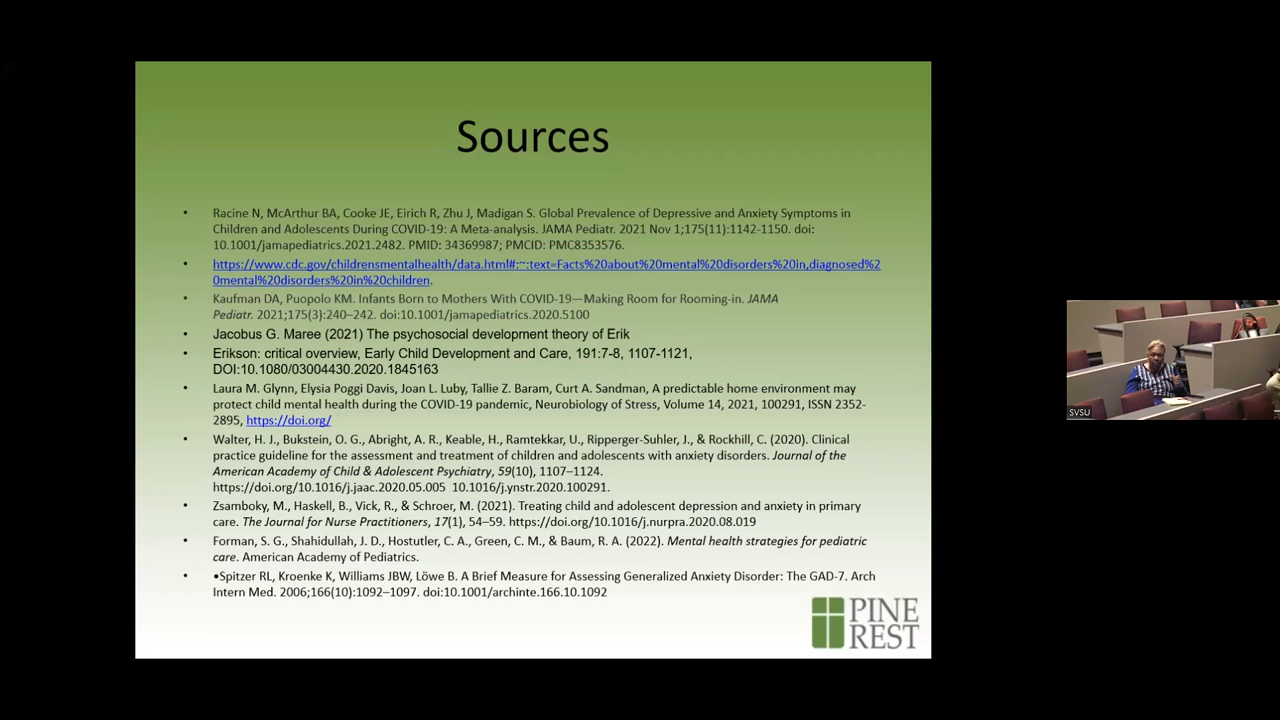 Sources
• Racine N, McArthur BA, Cooke JE, Eirich R, Zhu J, Madigan S. Global Prevalence of Depressive and Anxiety Symptoms in
Children and Adolescents During COVID-19: A Meta-analysis. JAMA Pediatr. 2021 Nov 1;175(11):1142-1150. doi:
10.1001/jamapediatrics.2021.2482. PMID: 34369987; PMCID: PMC8353576.
• https://www.cdc.gov/childrensmentalhealth/data.html#:~:text=Facts%20about%20mental%20disorders%20in,diagnosed%2
0mental%20disorders%20in%20children.
• Kaufman DA, Puopolo KM. Infants Born to Mothers With COVID-19—Making Room for Rooming-in. JAMA
Pediatr. 2021;175(3):240–242. doi:10.1001/jamapediatrics.2020.5100
• Jacobus G. Maree (2021) The psychosocial development theory of Erik
• Erikson: critical overview, Early Child Development and Care, 191:7-8, 1107-1121,
DOI:10.1080/03004430.2020.1845163
• Laura M. Glynn, Elysia Poggi Davis, Joan L. Luby, Tallie Z. Baram, Curt A. Sandman, A predictable home environment may
protect child mental health during the COVID-19 pandemic, Neurobiology of Stress, Volume 14, 2021, 100291, ISSN 2352-
2895, https://doi.org/
• Walter, H. J., Bukstein, O. G., Abright, A. R., Keable, H., Ramtekkar, U., Ripperger-Suhler, J., & Rockhill, C. (2020). Clinical
practice guideline for the assessment and treatment of children and adolescents with anxiety disorders. Journal of the
American Academy of Child & Adolescent Psychiatry, 59(10), 1107–1124.
https://doi.org/10.1016/j.jaac.2020.05.005 10.1016/j.ynstr.2020.100291.
• Zsamboky, M., Haskell, B., Vick, R., & Schroer, M. (2021). Treating child and adolescent depression and anxiety in primary
care. The Journal for Nurse Practitioners, 17(1), 54–59. https://doi.org/10.1016/j.nurpra.2020.08.019
• Forman, S. G., Shahidullah, J. D., Hostutler, C. A., Green, C. M., & Baum, R. A. (2022). Mental health strategies for pediatric
care. American Academy of Pediatrics.
• •Spitzer RL, Kroenke K, Williams JBW, Löwe B. A Brief Measure for Assessing Generalized Anxiety Disorder: The GAD-7. Arch
Intern Med. 2006;166(10):1092–1097. doi:10.1001/archinte.166.10.1092
PINE
REST
SVSU